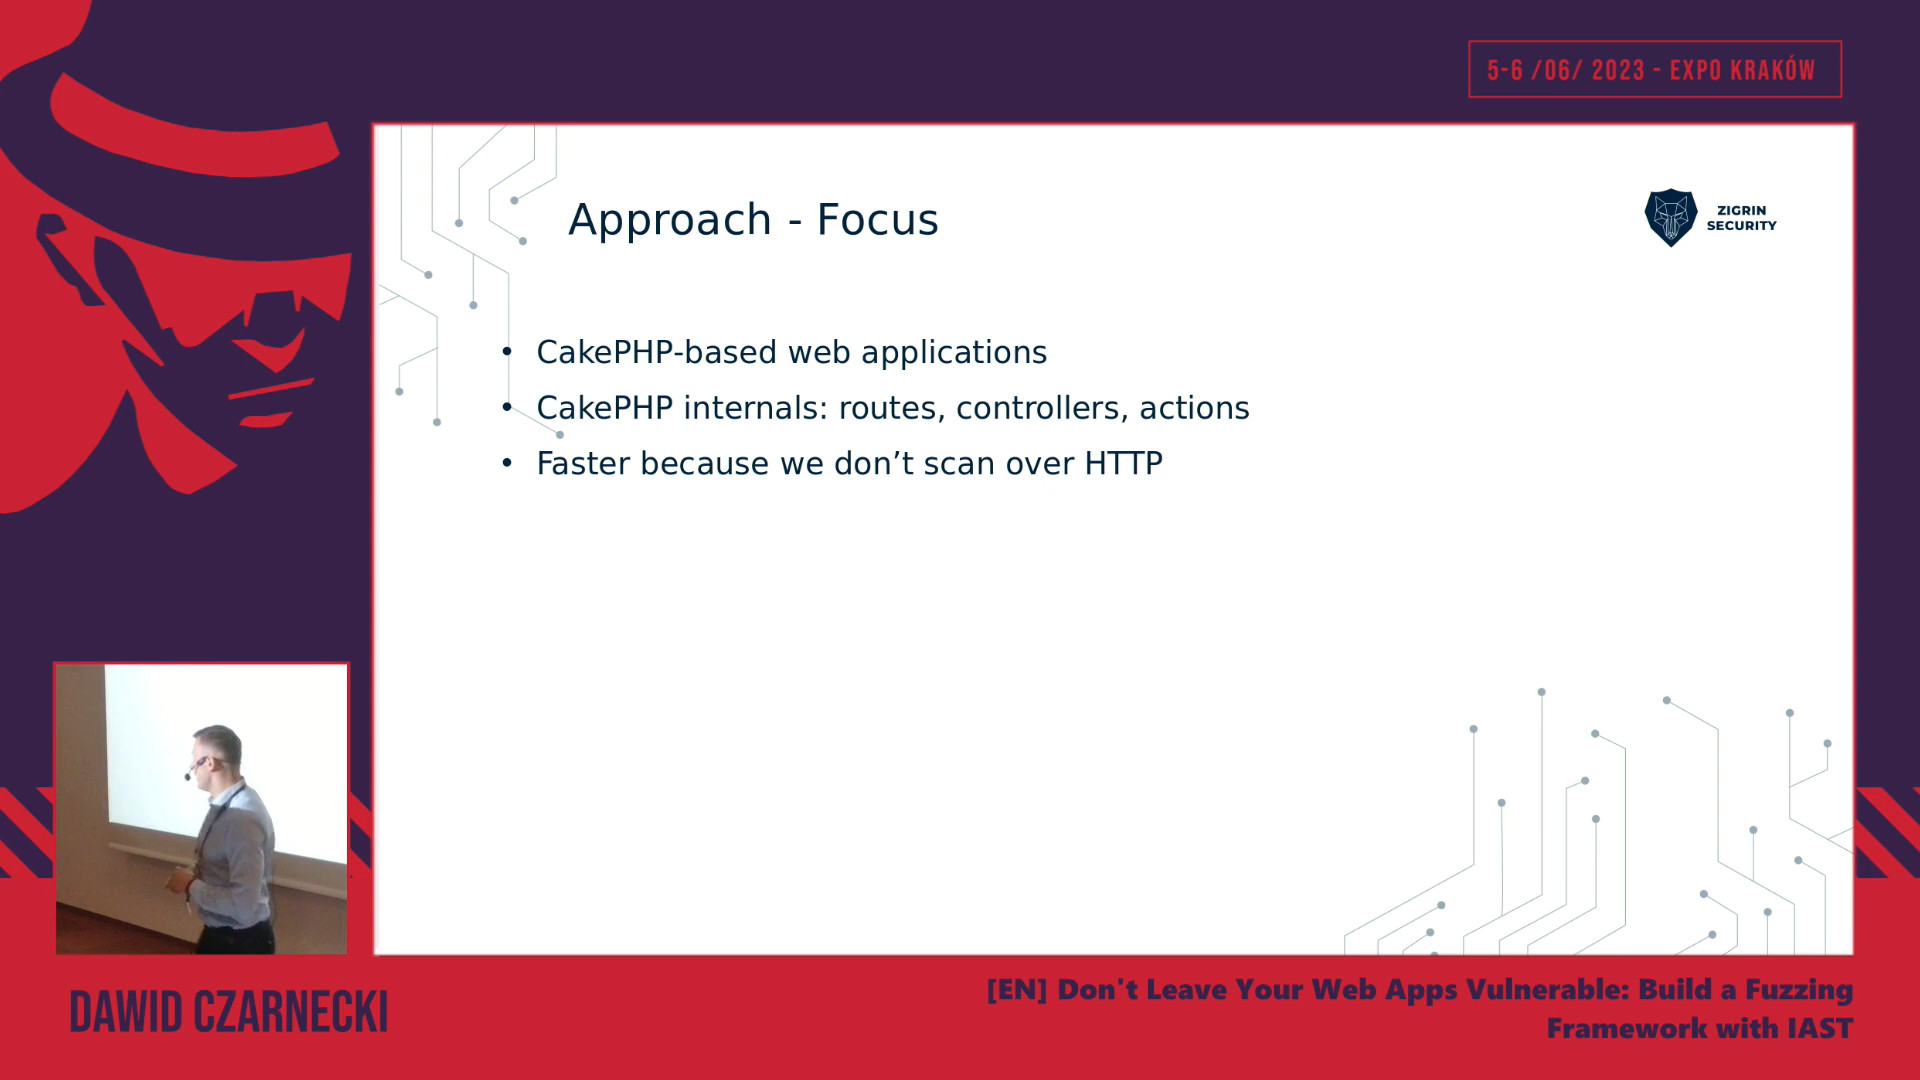 5-6 /06/ 2023 - EXPO KRAKÓW
Approach - Focus
ZIGRIN
SECURITY
• CakePHP-based web applications
• CakePHP internals: routes, controllers, actions
• Faster because we don’t scan over HTTP
DAWID CZARNECKI
[EN] Don't Leave Your Web Apps Vulnerable: Build a Fuzzing
Framework with IAST